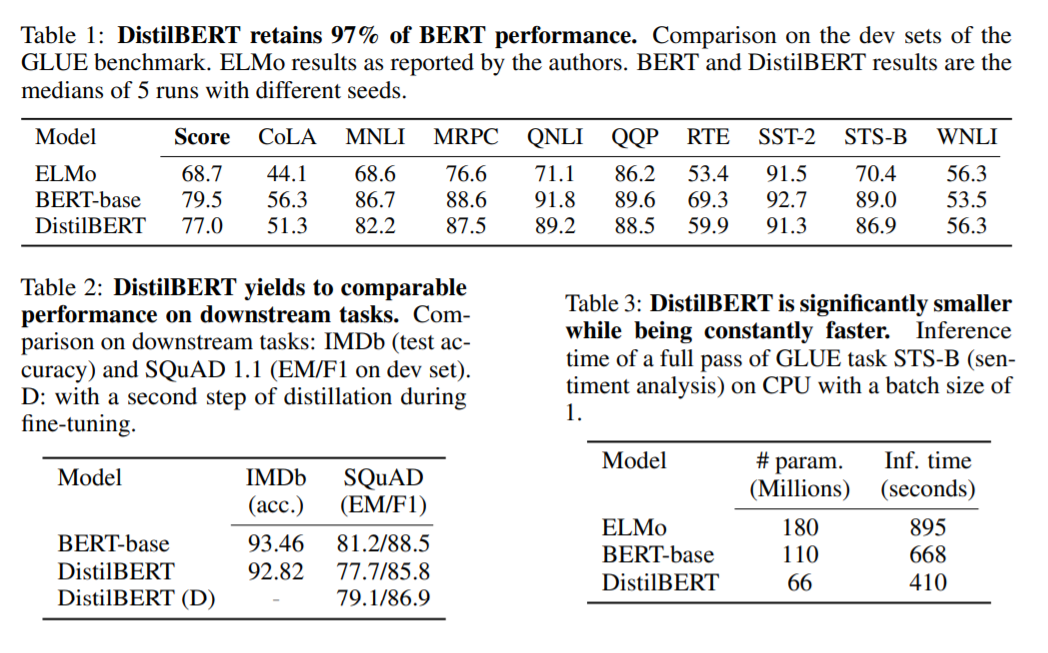 Table 1: DistilBERT retains 97% of BERT performance. Comparison on the dev sets of the
GLUE benchmark. ELMo results as reported by the authors. BERT and DistilBERT results are the
medians of 5 runs with different seeds.
Model Score CoLA MNLI MRPC QNLI QQP RTE SST-2 STS-B WNLI
ELMo 68.7 44.1 68.6 76.6 71.1 86.2 53.4 91.5 70.4 56.3
BERT-base 79.5 56.3 86.7 88.6 91.8 89.6 69.3 92.7 89.0 53.5
DistilBERT 77.0 51.3 82.2 87.5 89.2 88.5 59.9 91.3 86.9 56.3
Table 2: DistilBERT yields to comparable
performance on downstream tasks. Com-
parison on downstream tasks: IMDb (test ac-
curacy) and SQuAD 1.1 (EM/F1 on dev set).
D: with a second step of distillation during
fine-tuning.
Model IMDb SQuAD
(acc.) (EM/F1)
BERT-base 93.46 81.2/88.5
DistilBERT 92.82 77.7/85.8
DistilBERT (D) - 79.1/86.9
Table 3: DistilBERT is significantly smaller
while being constantly faster. Inference
time of a full pass of GLUE task STS-B (sen-
timent analysis) on CPU with a batch size of
1.
Model # param. Inf. time
(Millions) (seconds)
ELMo 180 895
BERT-base 110 668
DistilBERT 66 410